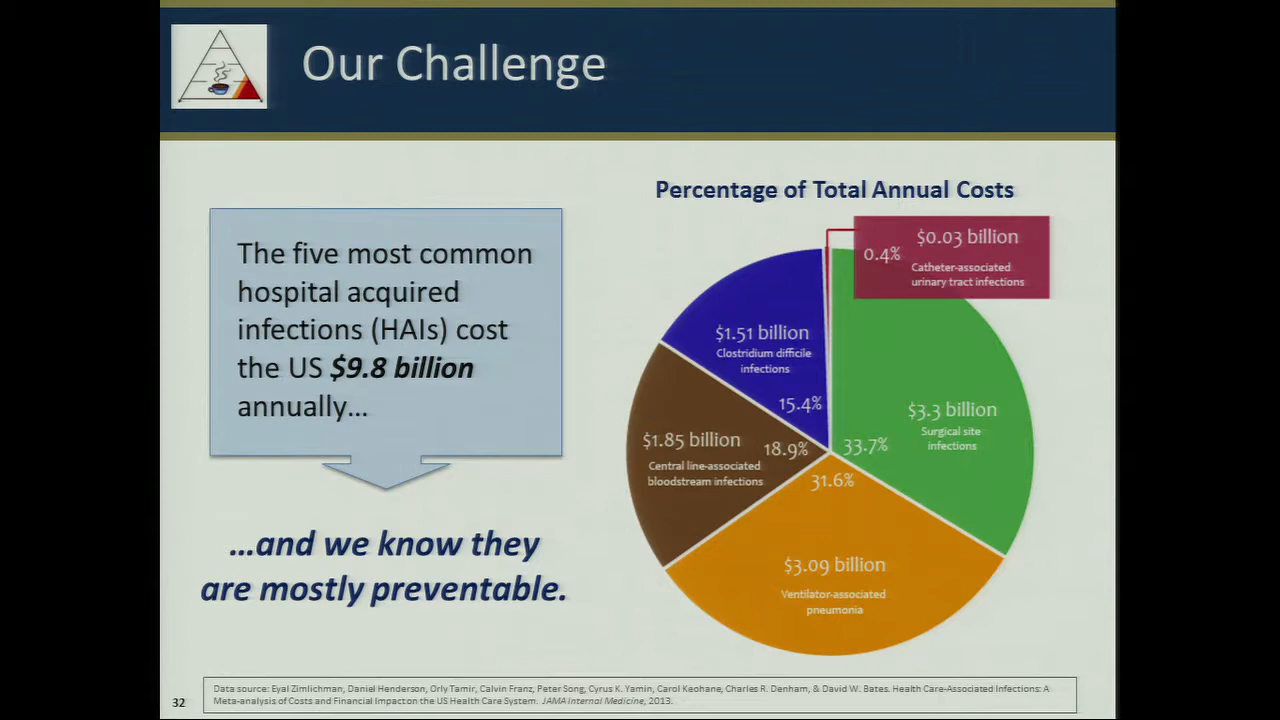 Our Challenge
The five most common
hospital acquired
infections (HAIs) cost
the US $9.8 billion
annually…
…and we know they
are mostly preventable.
Percentage of Total Annual Costs
$0.03 billion
0.4%
Catheter-associated
urinary tract infections
$1.51 billion
Clostridium difficile
infections
15.4%
$3.3 billion
Surgical site
infections
33.7%
$1.85 billion
Central line-associated
bloodstream infections
18.9%
31.6%
$3.09 billion
Ventilator-associated
pneumonia
Data source: Eyal Zimlichman, Daniel Henderson, Orly Tamir, Calvin Franz, Peter Song, Cyrus K. Yamin, Carol Keohane, Charles R. Denham, & David W. Bates. Health Care-Associated Infections: A
Meta-analysis of Costs and Financial Impact on the US Health Care System. JAMA Internal Medicine, 2013.
32